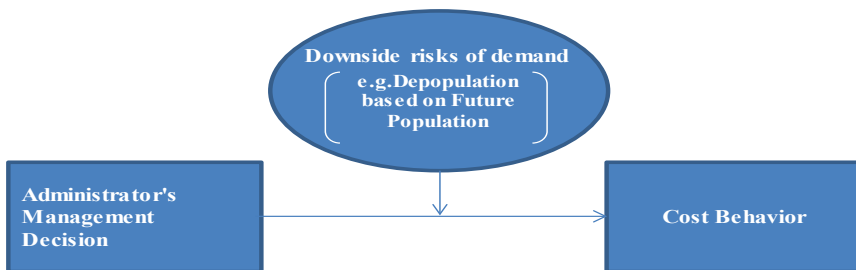 Downside risks of demand
e.g.Depopulation
based on Future
Population
Administrator's
Management
Decision
Cost Behavior